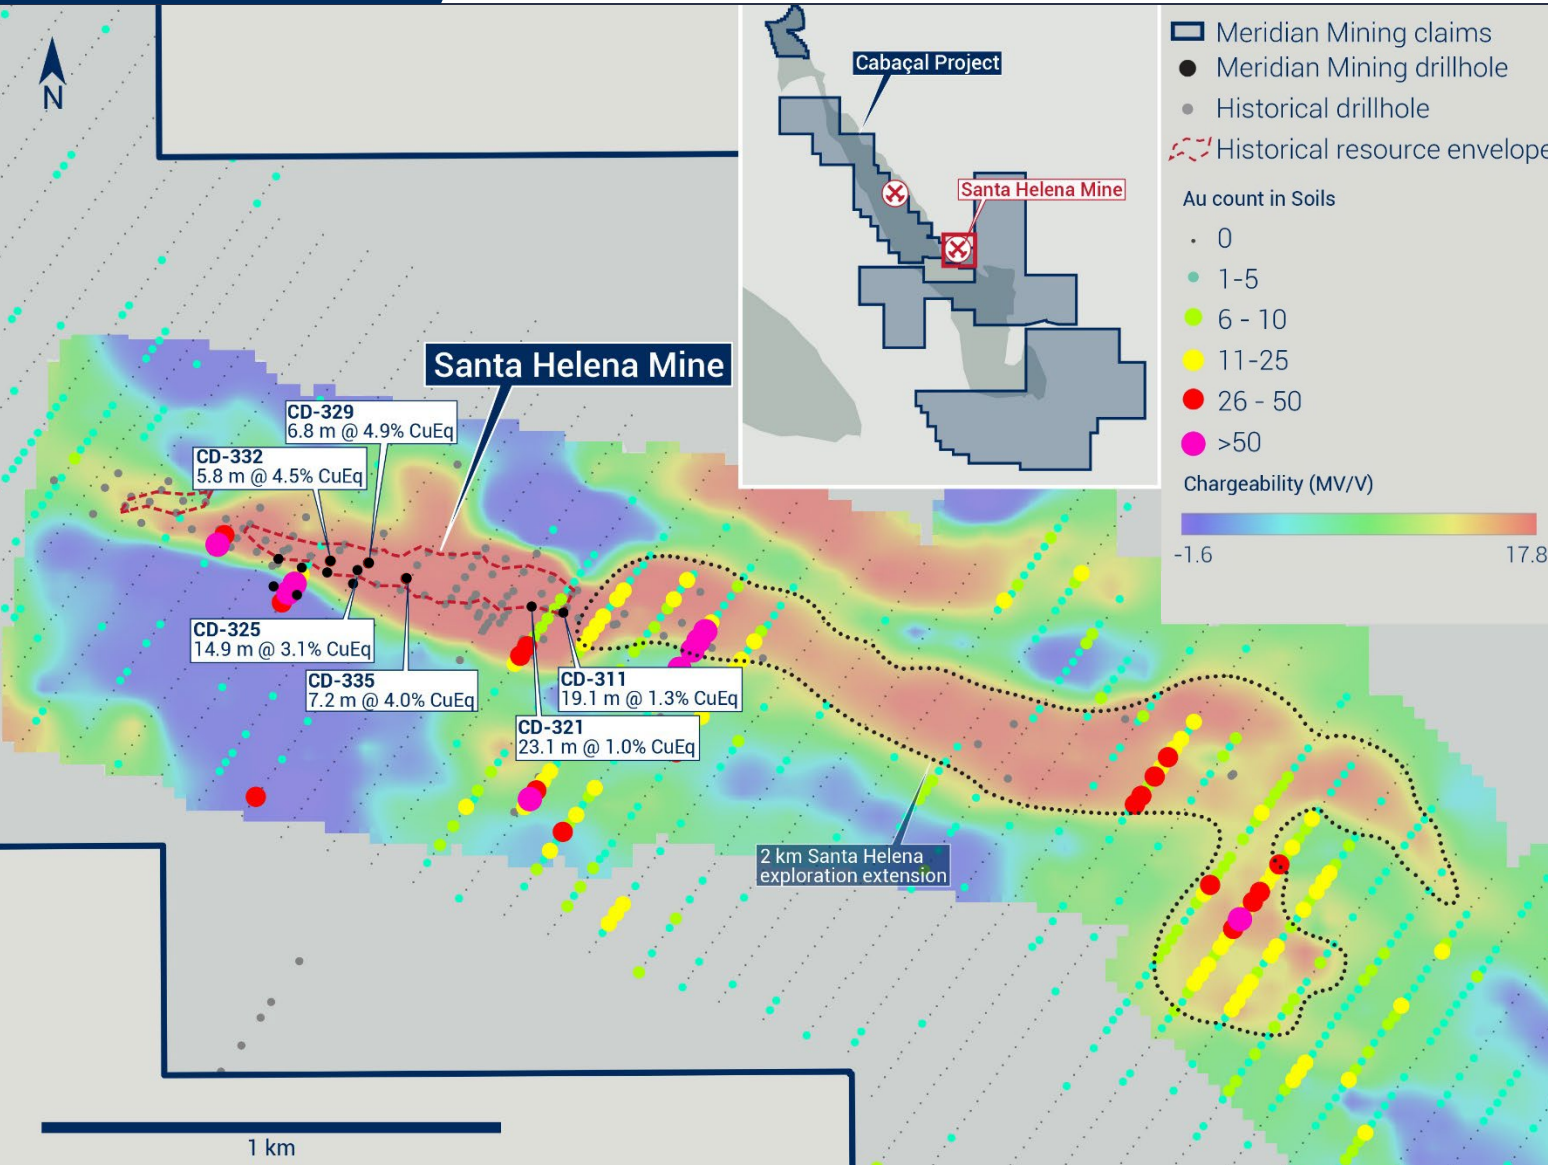 N
Cabaçal Project
Santa Helena Mine
Meridian Mining claims
Meridian Mining drillhole
Historical drillhole
Historical resource envelope
Au count in Soils
0
1-5
6 - 10
11-25
26 - 50
>50
Chargeability (MV/V)
-1.6
17.8
Santa Helena Mine
CD-329
6.8 m @ 4.9% CuEq
CD-332
5.8 m @ 4.5% CuEq
CD-325
14.9 m @ 3.1% CuEq
CD-335
7.2 m @ 4.0% CuEq
CD-311
19.1 m @ 1.3% CuEq
CD-321
23.1 m @ 1.0% CuEq
2 km Santa Helena
exploration extension
1 km